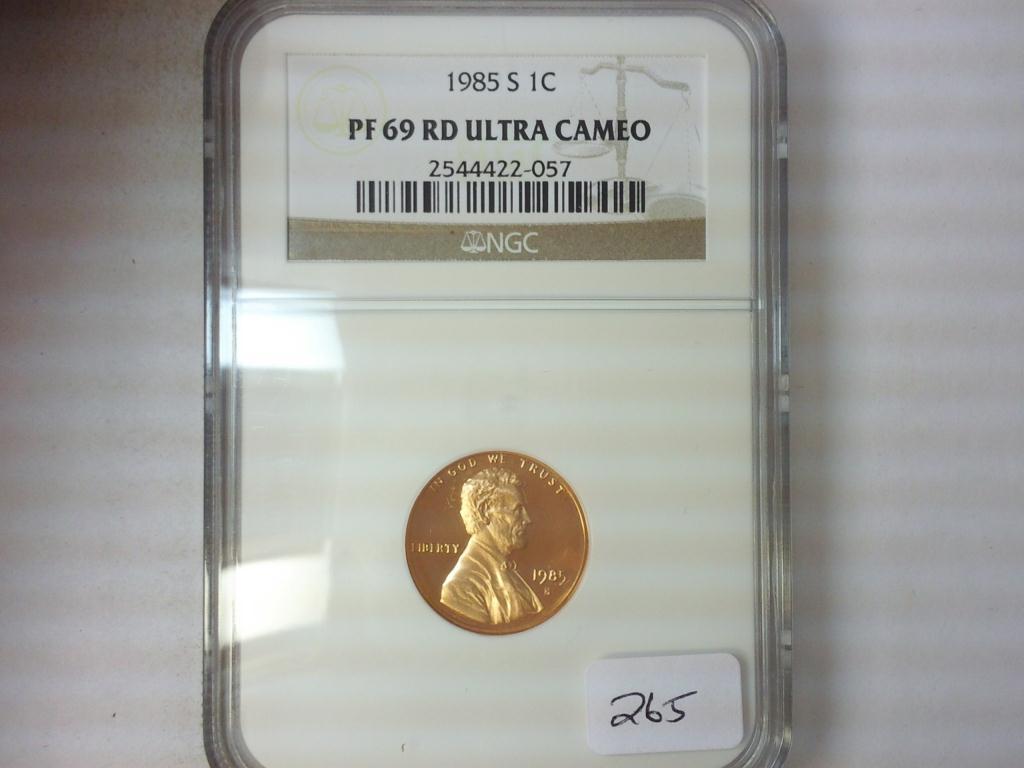 1985 S 1C
PF 69 RD ULTRA CAMEO
2544422-057
NGC
IN GOD WE TRUST
LIBERTY
1985
S
265